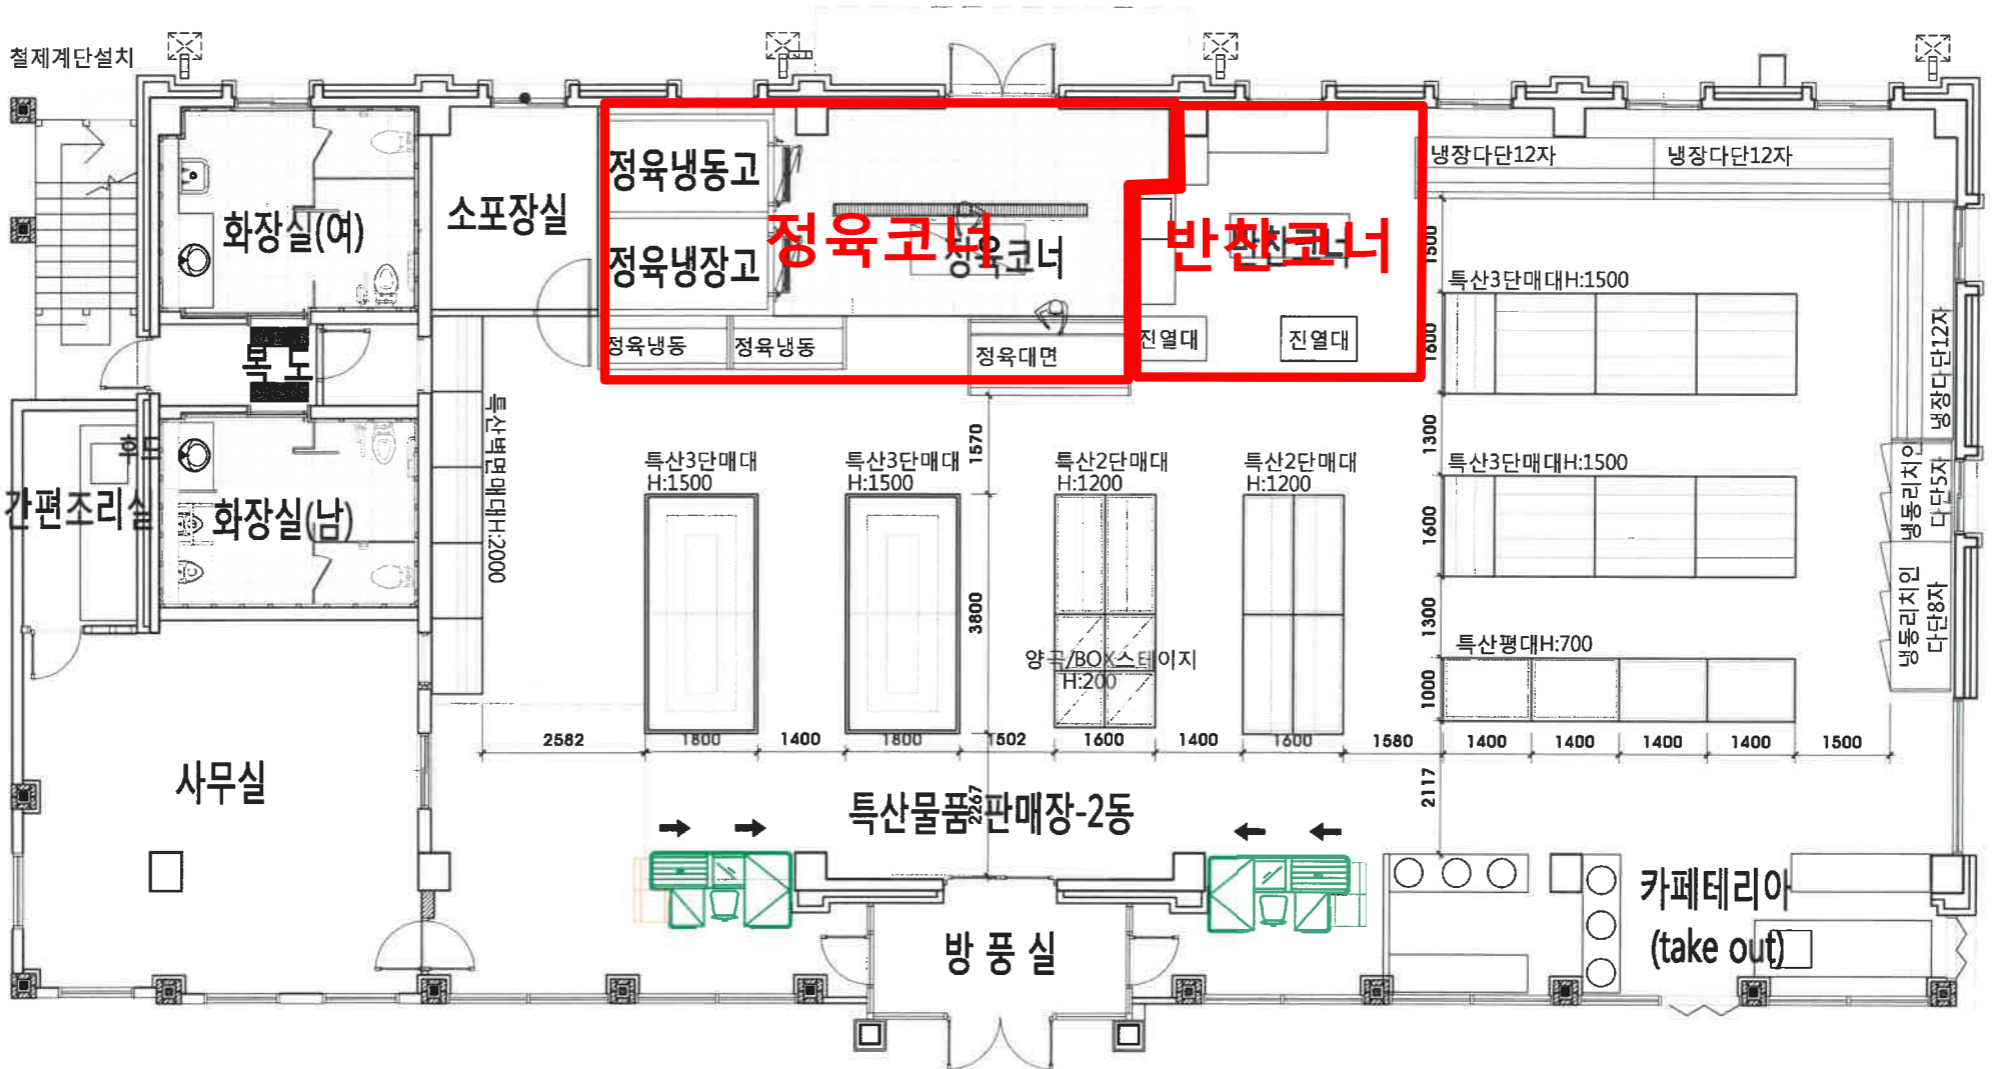 철제계단설치
정육냉동고
냉장다단12자
냉장다단12자
소포장실
화장실(여)
정육코너
정육코너
반찬코너
반찬코너
정육냉장고
1500
특산3단매대H:1500
정육냉동
정육냉동
정육대면
진열대
진열대
1600
냉장다단12자
복도
특산벽면매대H:2000
1570
1300
특산3단매대
H:1500
특산3단매대
H:1500
특산2단매대
H:1200
특산2단매대
H:1200
특산3단매대H:1500
후드
간편조리실
화장실(남)
냉동리치인
다단5자
1600
3800
냉동리치인
다단8자
1300
양곡/BOX스테이지
H:200
특산평대H:700
1000
2582
1800
1400
1800
1502
1600
1400
1600
1580
1400
1400
1400
1400
1500
사무실
2267
2117
특산물품판매장-2동
카페테리아
(take out)
방풍실